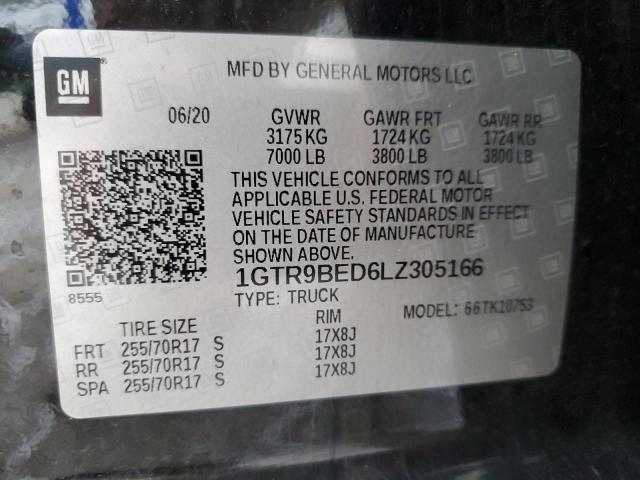 GM
MFD BY GENERAL MOTORS LLC
06/20 GVWR GAWR FRT GAWR RR
3175 KG 1724 KG 1724 KG
7000 LB 3800 LB 3800 LB
THIS VEHICLE CONFORMS TO ALL
APPLICABLE U.S. FEDERAL MOTOR
VEHICLE SAFETY STANDARDS IN EFFECT
ON THE DATE OF MANUFACTURE
SHOWN ABOVE.
8555 1GTR9BED6LZ305166
TYPE: TRUCK MODEL: 66TK10753
TIRE SIZE RIM
FRT 255/70R17 S 17X8J
RR 255/70R17 S 17X8J
SPA 255/70R17 S 17X8J